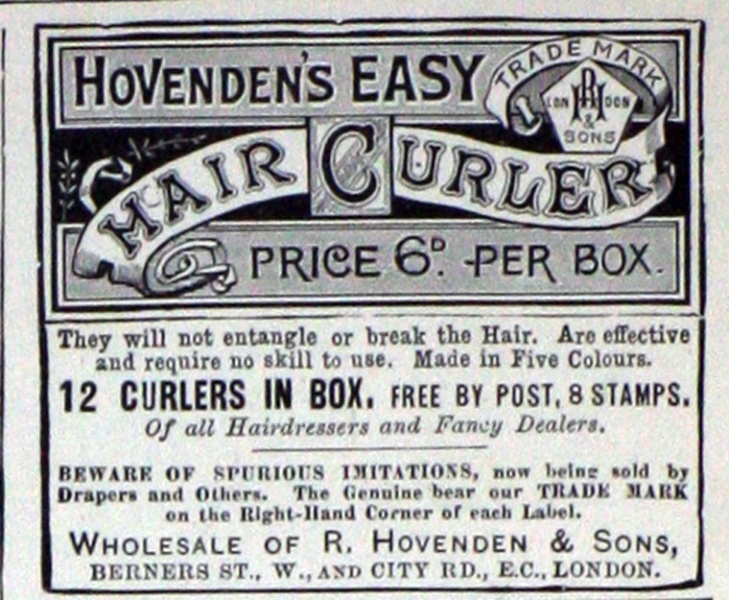 HOVENDEN'S EASY
TRADE MARK
LON RH DON
& SONS
HAIR CURLER
PRICE 6D. PER BOX.
They will not entangle or break the Hair. Are effective
and require no skill to use. Made in Five Colours.
12 CURLERS IN BOX. FREE BY POST, 8 STAMPS.
Of all Hairdressers and Fancy Dealers.
BEWARE OF SPURIOUS IMITATIONS, now being sold by
Drapers and Others. The Genuine bear our TRADE MARK
on the Right-Hand Corner of each Label.
WHOLESALE OF R. HOVENDEN & SONS,
BERNERS ST., W., AND CITY RD., E.C., LONDON.